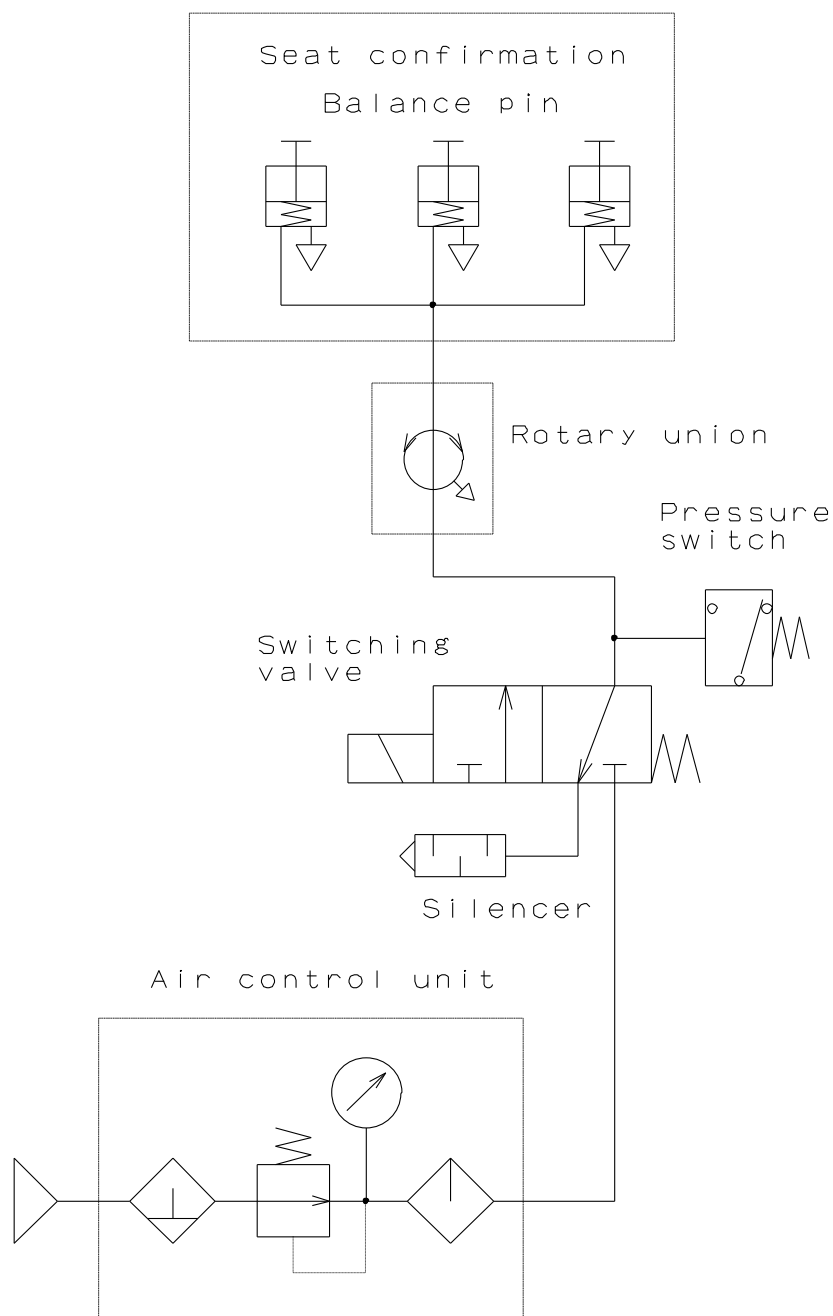 Seat confirmation
Balance pin
Rotary union
Pressure
switch
Switching
valve
Silencer
Air control unit